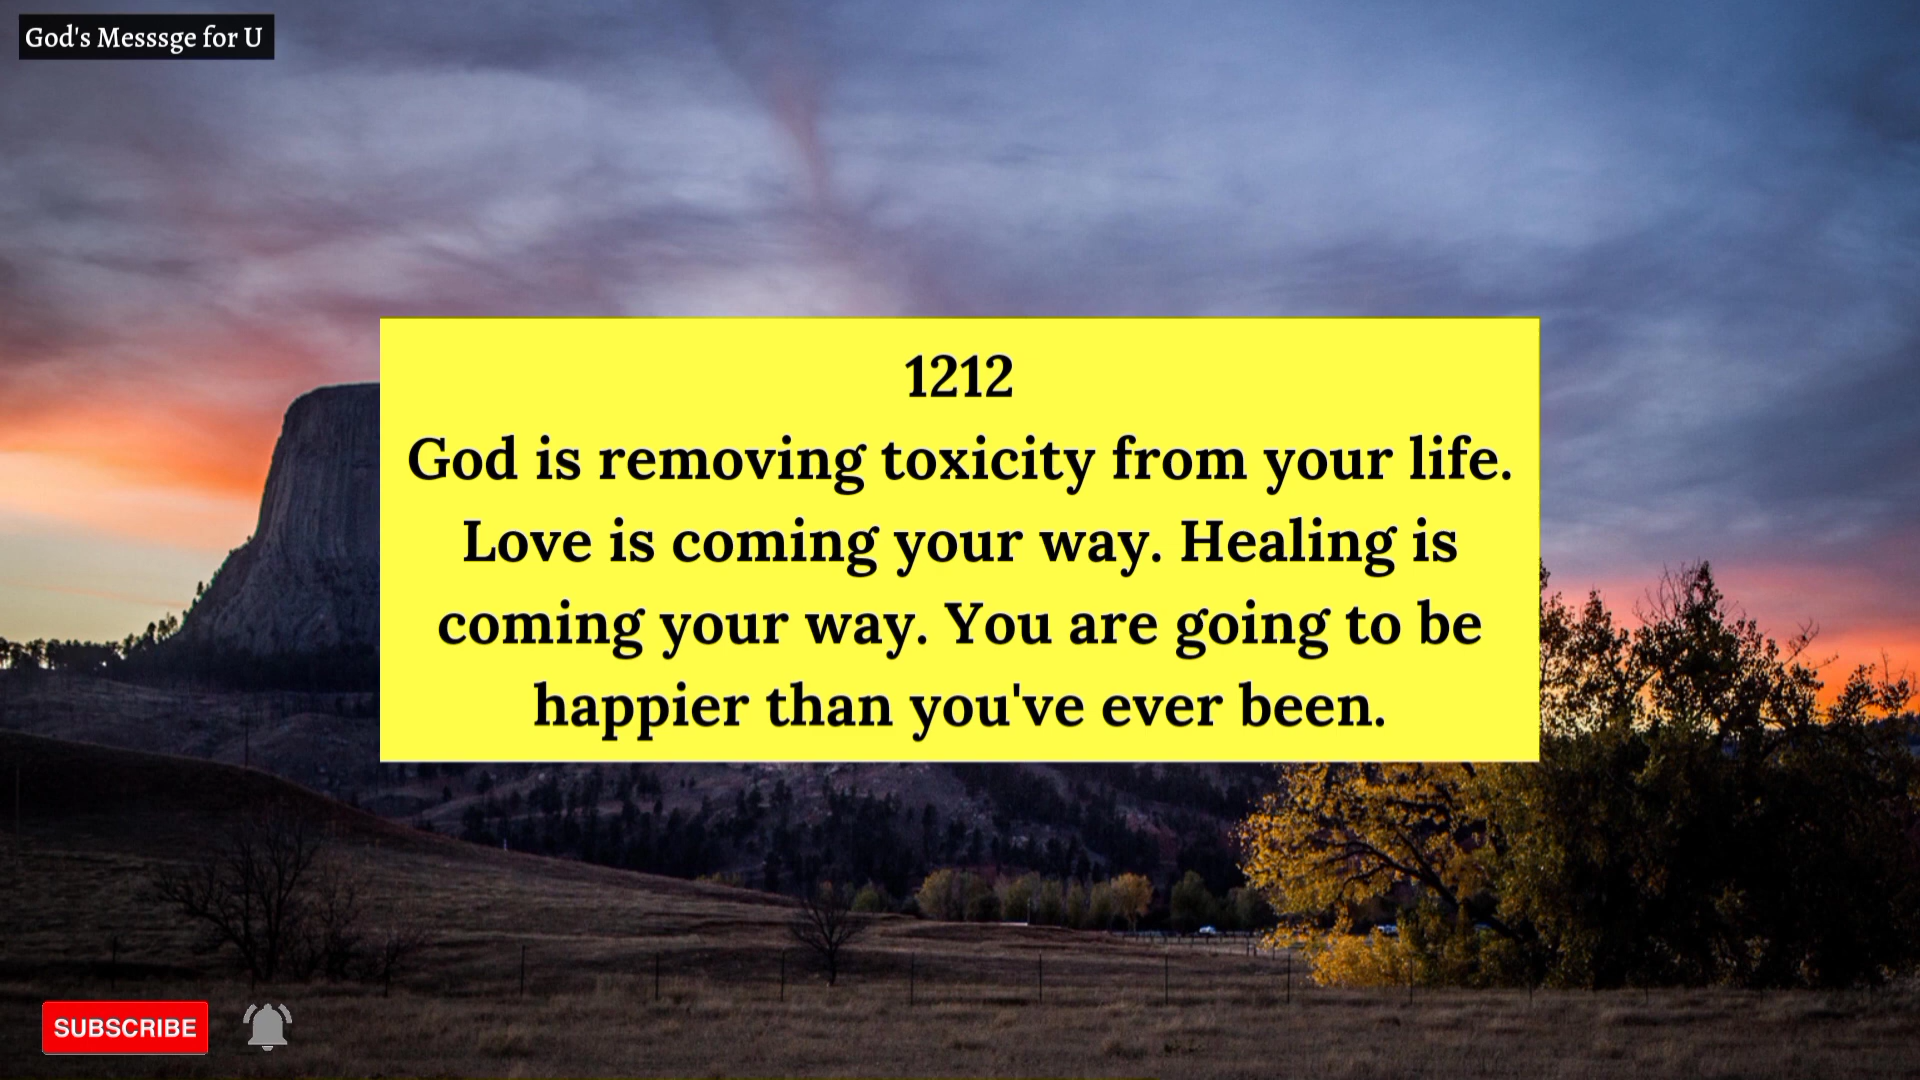 God's Messsge for U
1212
God is removing toxicity from your life.
Love is coming your way. Healing is
coming your way. You are going to be
happier than you've ever been.
SUBSCRIBE